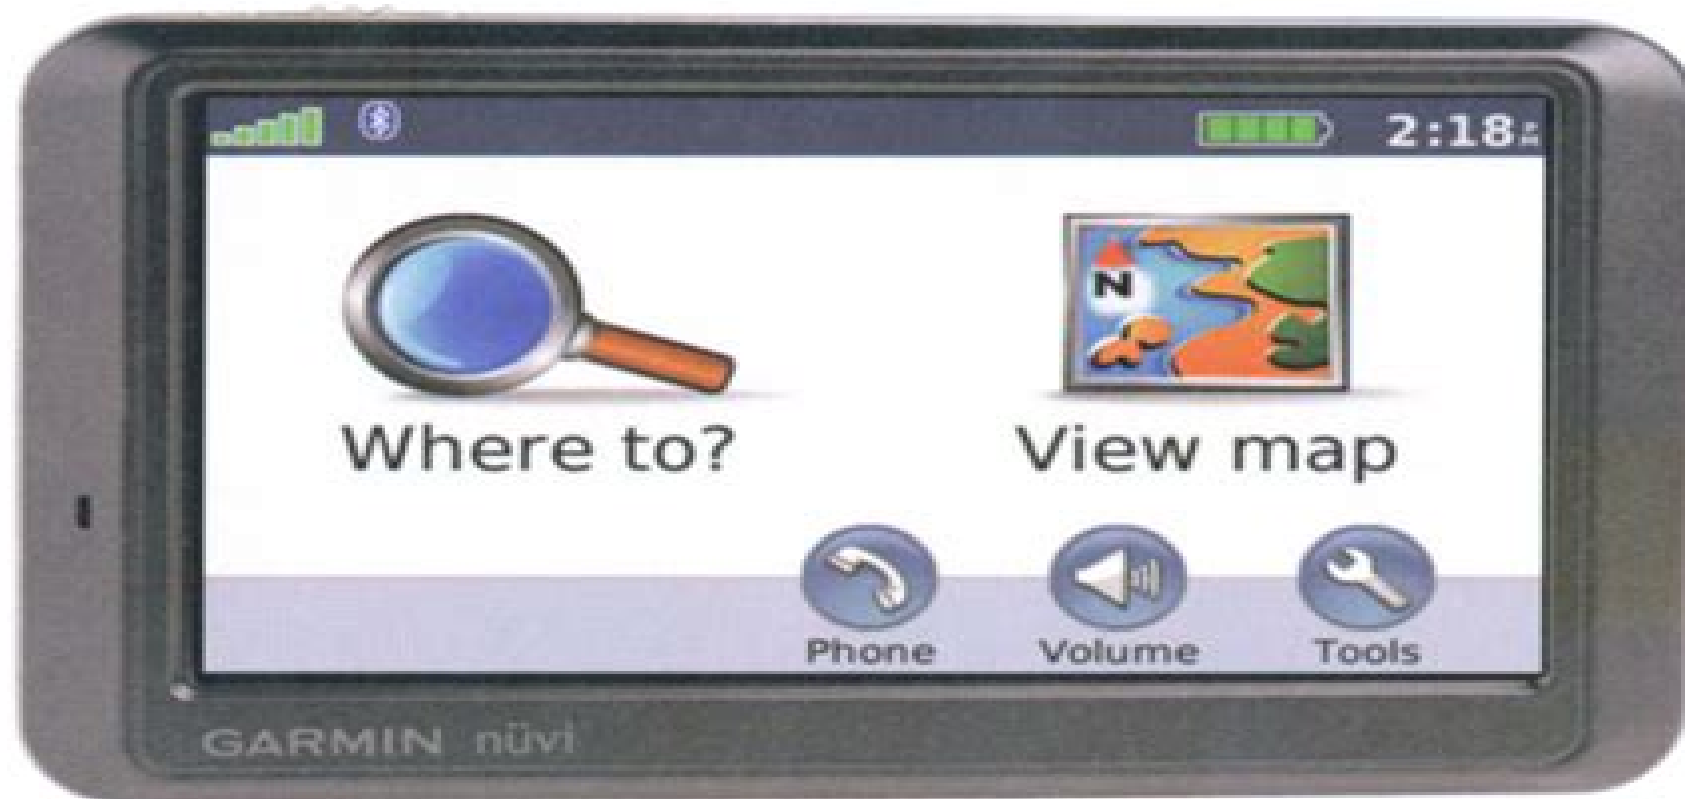 2:18
N
Where to?
View map
Phone
Volume
Tools
GARMIN nüvi